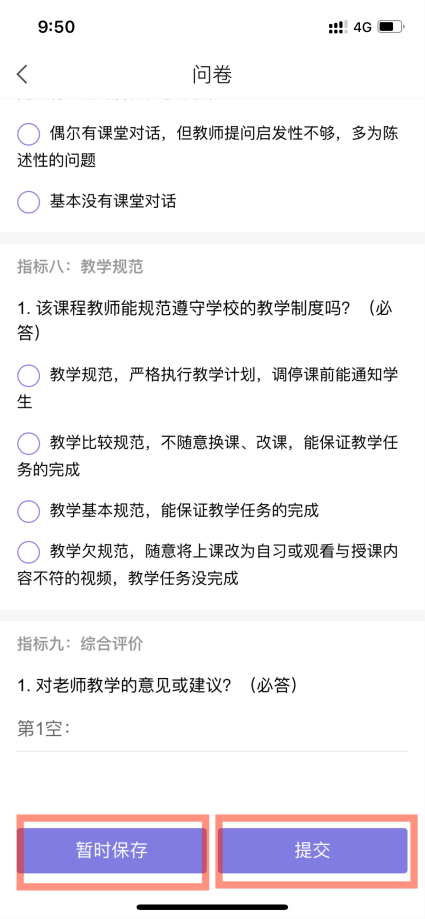 9:50
4G
问卷
偶尔有课堂对话，但教师提问启发性不够，多为陈
述性的问题
基本没有课堂对话
指标八：教学规范
1. 该课程教师能规范遵守学校的教学制度吗？（必
答）
教学规范，严格执行教学计划，调停课前能通知学
生
教学比较规范，不随意换课、改课，能保证教学任
务的完成
教学基本规范，能保证教学任务的完成
教学欠规范，随意将上课改为自习或观看与授课内
容不符的视频，教学任务没完成
指标九：综合评价
1. 对老师教学的意见或建议？（必答）
第1空：
暂时保存
提交